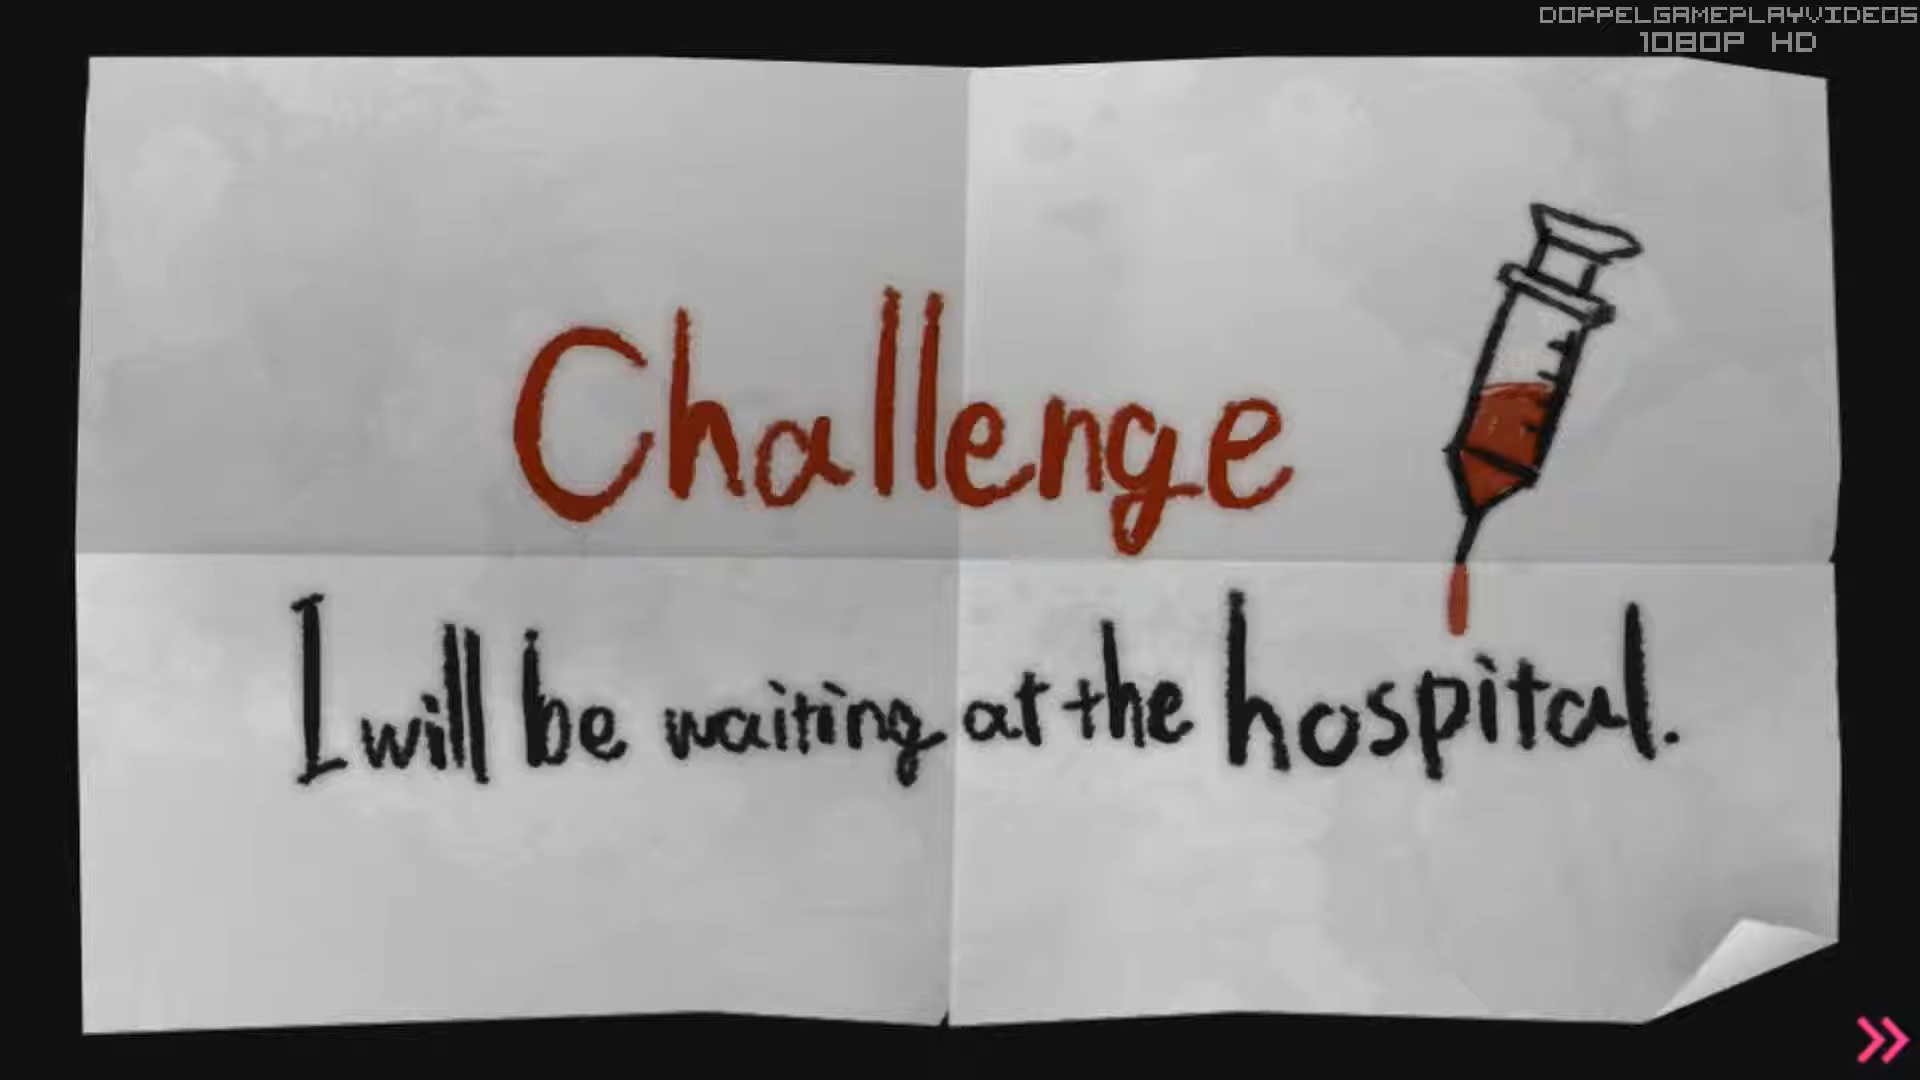 DOPPELGAMEPLAYVIDEOS
1080P HD
Challenge
I will be waiting at the hospital.